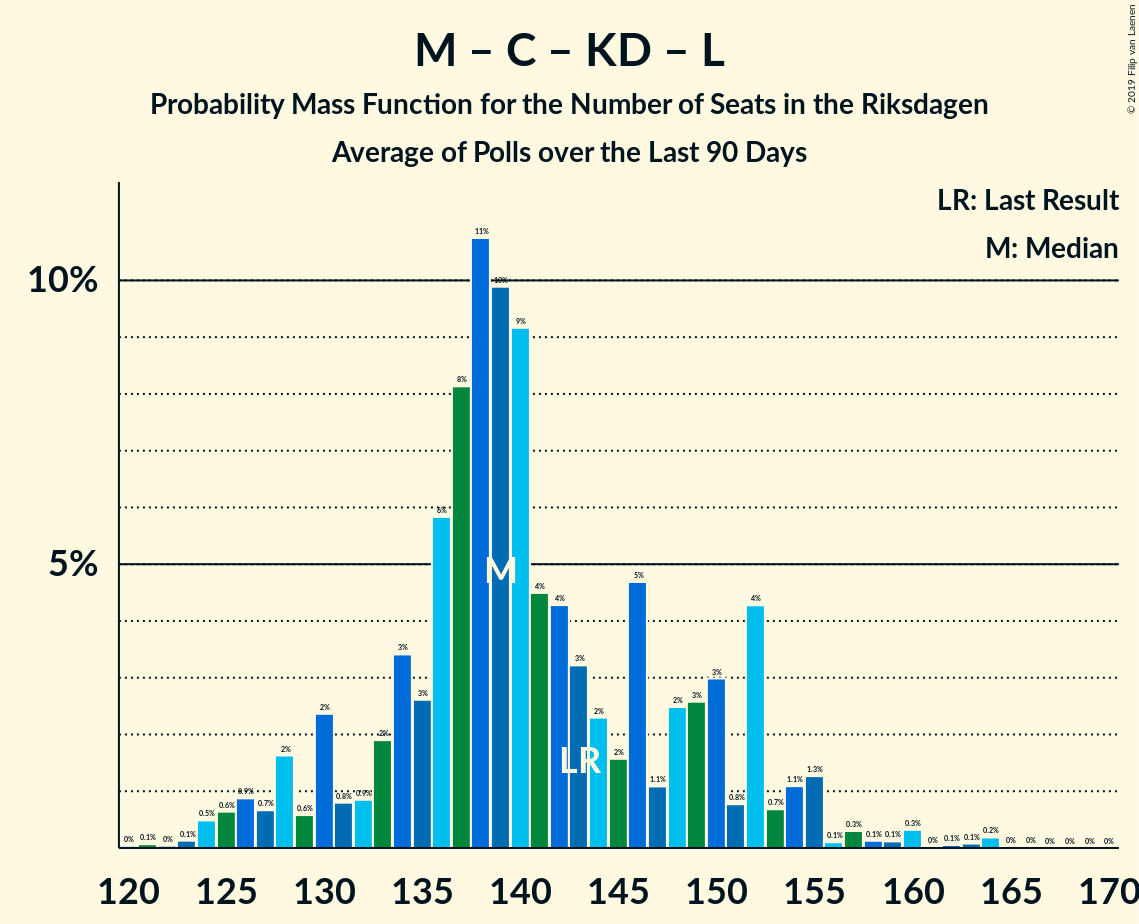 M – C – KD – L
Probability Mass Function for the Number of Seats in the Riksdagen
Average of Polls over the Last 90 Days
© 2019 Filip van Laenen
LR: Last Result
M: Median
10%
5%
0% 0.1% 0% 0.1% 0.5% 0.6% 0.9% 0.7% 2% 0.6% 2% 0.8% 0.9% 2% 3% 3% 6% 8% 11% 10% 9% 4% 4% 3% 2% 2% 5% 1.1% 2% 3% 3% 0.8% 4% 0.7% 1.1% 1.3% 0.1% 0.3% 0.1% 0.1% 0.3% 0% 0.1% 0.1% 0.2% 0% 0% 0% 0% 0% 0%
M
LR
120 125 130 135 140 145 150 155 160 165 170